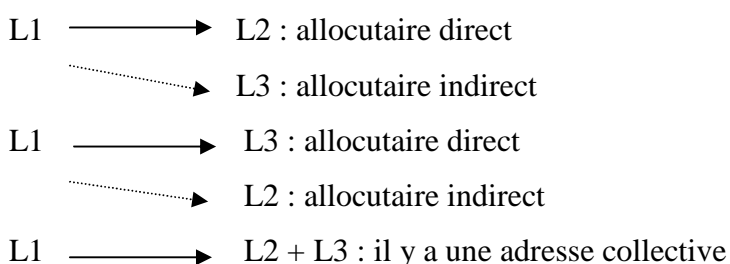 L1 L2 : allocutaire direct
L3 : allocutaire indirect
L1 L3 : allocutaire direct
L2 : allocutaire indirect
L1 L2 + L3 : il y a une adresse collective